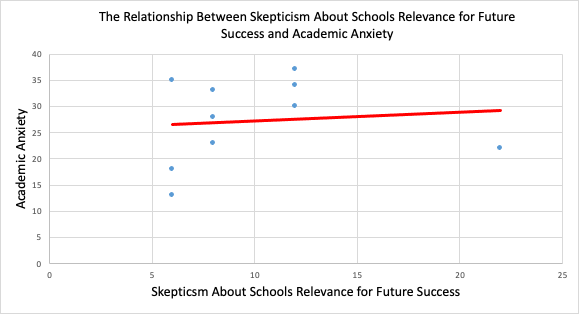 The Relationship Between Skepticism About Schools Relevance for Future
Success and Academic Anxiety
40
35
30
25
20
15
10
5
0
Academic Anxiety
0 5 10 15 20 25
Skepticsm About Schools Relevance for Future Success